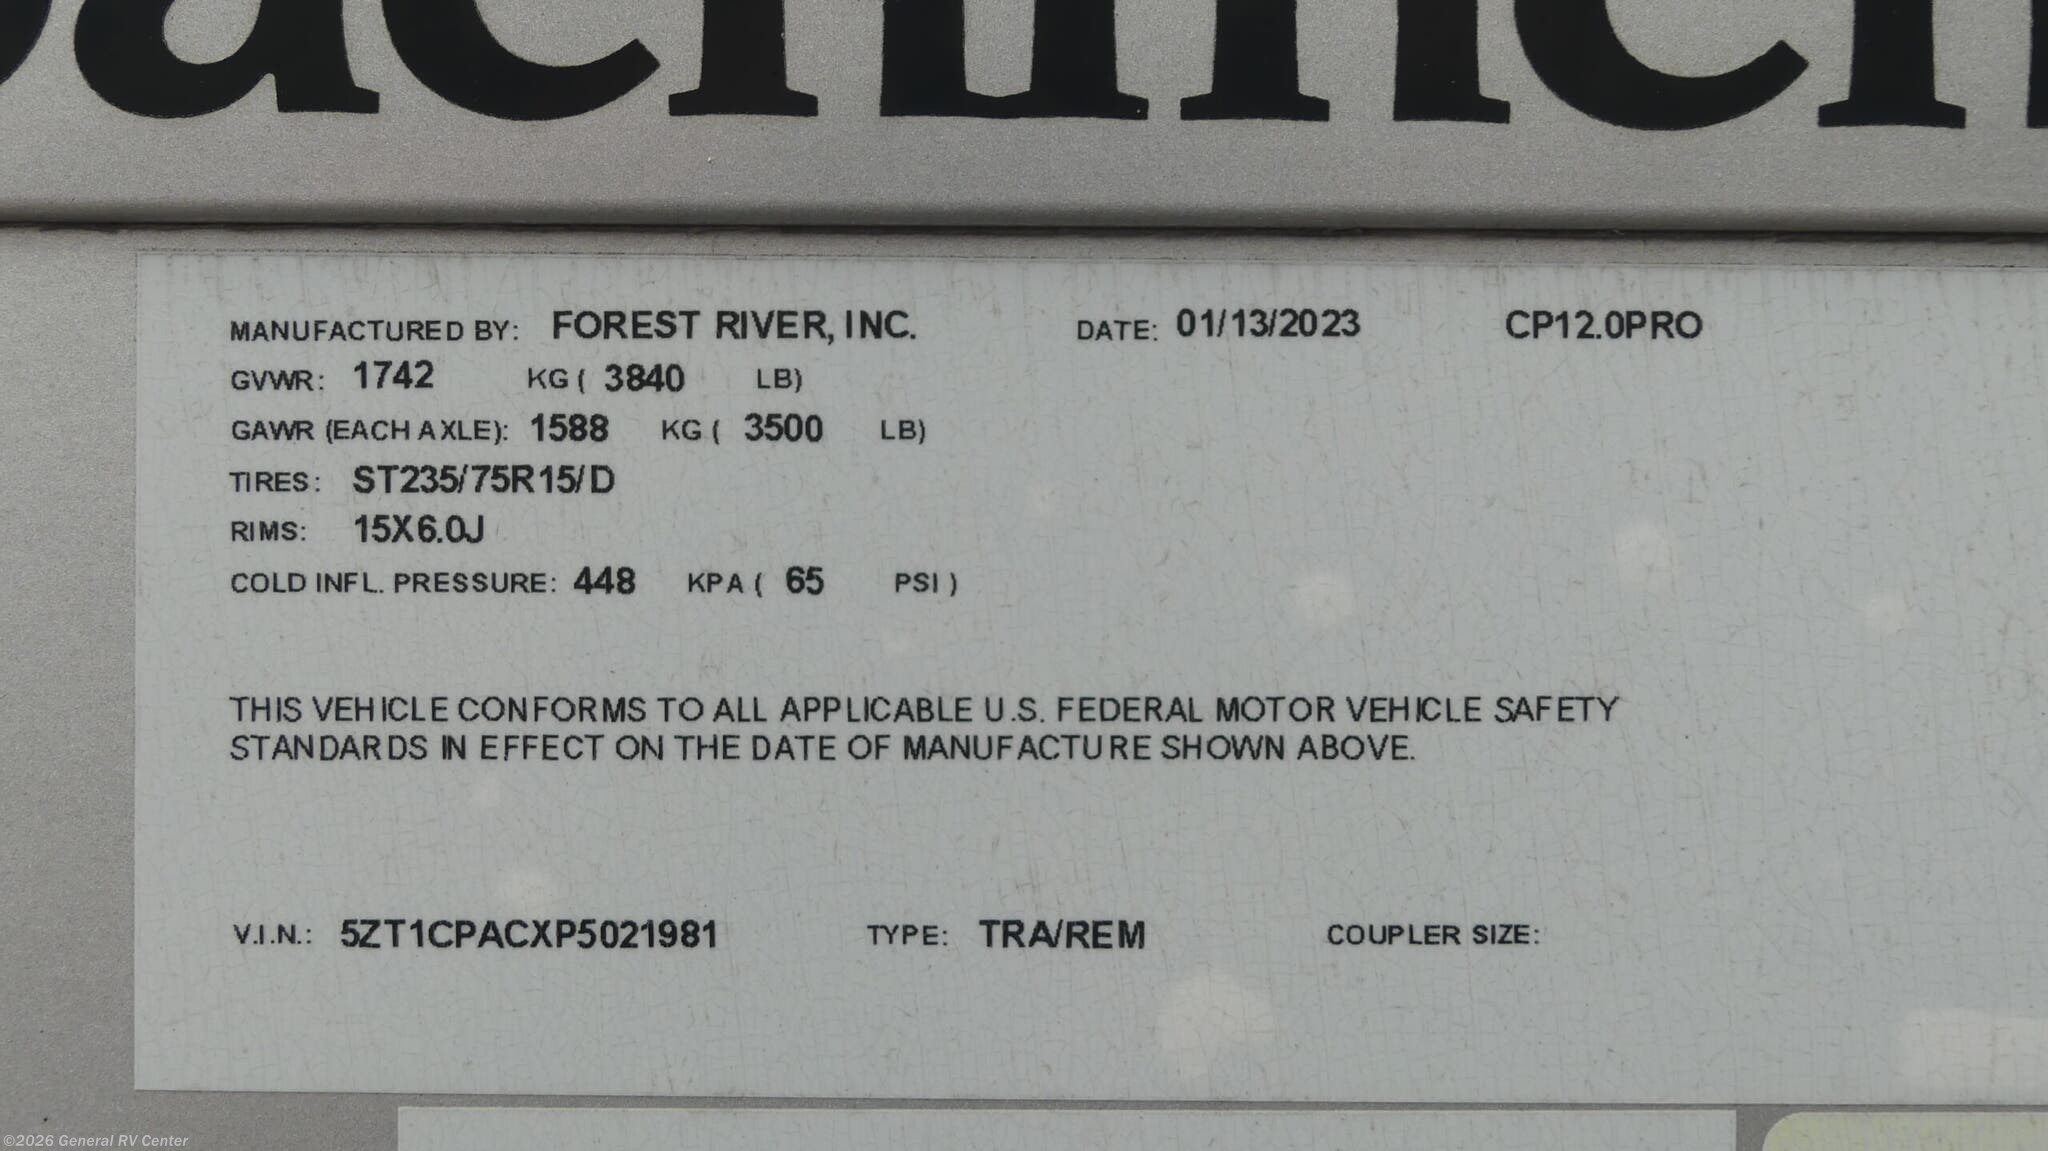 achmen
MANUFACTURED BY: FOREST RIVER, INC. DATE: 01/13/2023 CP12.0PRO
GVWR: 1742 KG ( 3840 LB)
GAWR (EACH AXLE): 1588 KG ( 3500 LB)
TIRES: ST235/75R15/D
RIMS: 15X6.0J
COLD INFL. PRESSURE: 448 KPA ( 65 PSI )
THIS VEHICLE CONFORMS TO ALL APPLICABLE U.S. FEDERAL MOTOR VEHICLE SAFETY
STANDARDS IN EFFECT ON THE DATE OF MANUFACTURE SHOWN ABOVE.
V.I.N.: 5ZT1CPACXP5021981 TYPE: TRA/REM COUPLER SIZE:
©2026 General RV Center